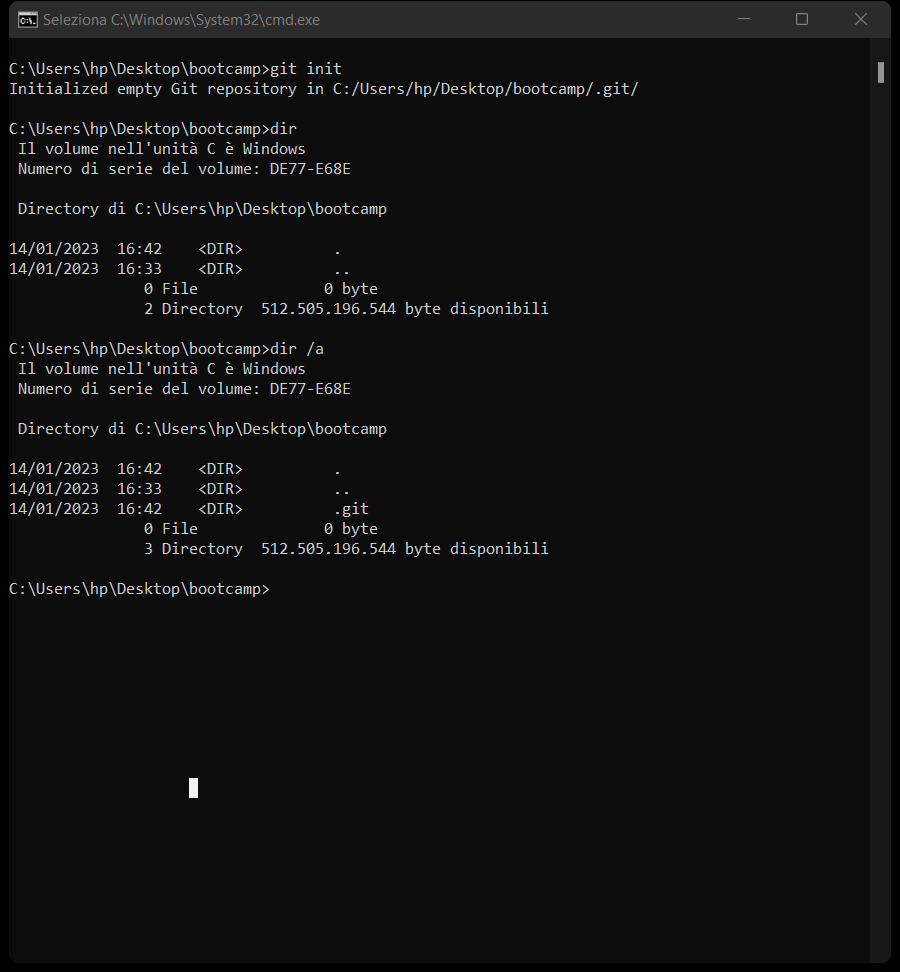 Seleziona C:\Windows\System32\cmd.exe
C:\Users\hp\Desktop\bootcamp>git init
Initialized empty Git repository in C:/Users/hp/Desktop/bootcamp/.git/
C:\Users\hp\Desktop\bootcamp>dir
Il volume nell'unità C è Windows
Numero di serie del volume: DE77-E68E
Directory di C:\Users\hp\Desktop\bootcamp
14/01/2023  16:42    <DIR>          .
14/01/2023  16:33    <DIR>          ..
0 File              0 byte
2 Directory  512.505.196.544 byte disponibili
C:\Users\hp\Desktop\bootcamp>dir /a
Il volume nell'unità C è Windows
Numero di serie del volume: DE77-E68E
Directory di C:\Users\hp\Desktop\bootcamp
14/01/2023  16:42    <DIR>          .
14/01/2023  16:33    <DIR>          ..
14/01/2023  16:42    <DIR>          .git
0 File              0 byte
3 Directory  512.505.196.544 byte disponibili
C:\Users\hp\Desktop\bootcamp>